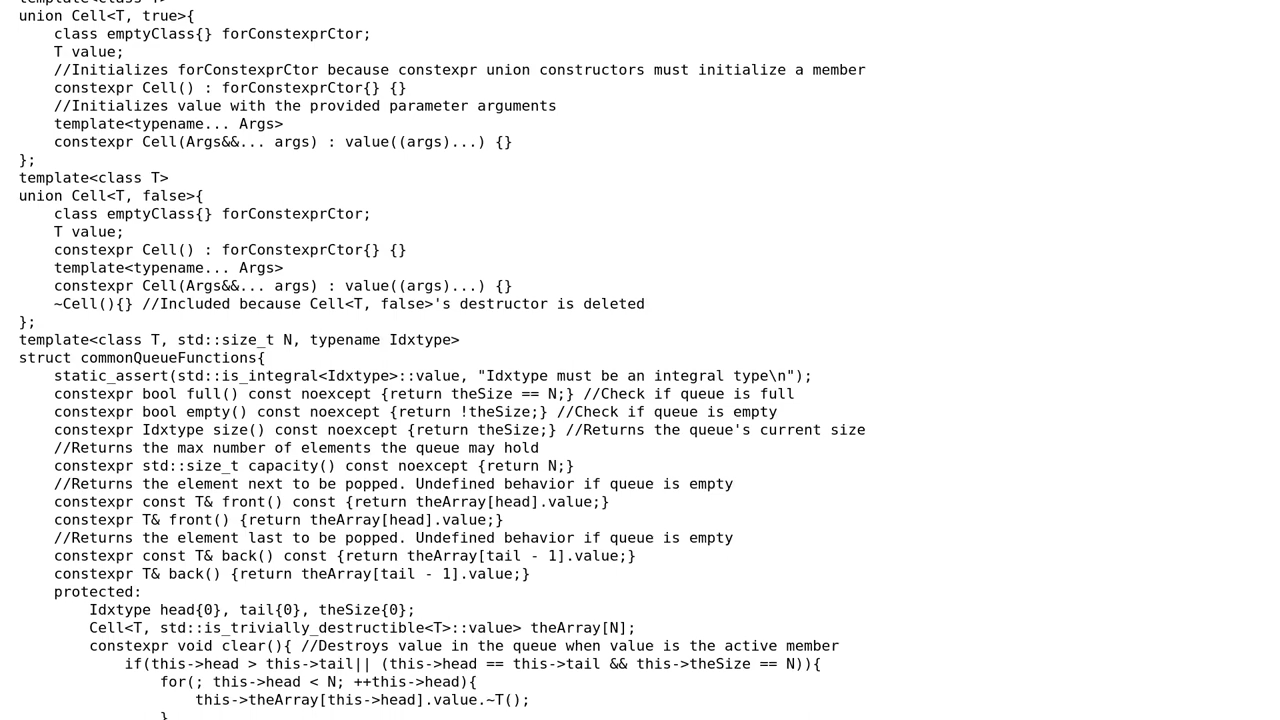 template<class T>
union Cell<T, true>{
    class emptyClass{} forConstexprCtor;
    T value;
    //Initializes forConstexprCtor because constexpr union constructors must initialize a member
    constexpr Cell() : forConstexprCtor{} {}
    //Initializes value with the provided parameter arguments
    template<typename... Args>
    constexpr Cell(Args&&... args) : value((args)...) {}
};
template<class T>
union Cell<T, false>{
    class emptyClass{} forConstexprCtor;
    T value;
    constexpr Cell() : forConstexprCtor{} {}
    template<typename... Args>
    constexpr Cell(Args&&... args) : value((args)...) {}
    ~Cell(){} //Included because Cell<T, false>'s destructor is deleted
};
template<class T, std::size_t N, typename Idxtype>
struct commonQueueFunctions{
    static_assert(std::is_integral<Idxtype>::value, "Idxtype must be an integral type\n");
    constexpr bool full() const noexcept {return theSize == N;} //Check if queue is full
    constexpr bool empty() const noexcept {return !theSize;} //Check if queue is empty
    constexpr Idxtype size() const noexcept {return theSize;} //Returns the queue's current size
    //Returns the max number of elements the queue may hold
    constexpr std::size_t capacity() const noexcept {return N;}
    //Returns the element next to be popped. Undefined behavior if queue is empty
    constexpr const T& front() const {return theArray[head].value;}
    constexpr T& front() {return theArray[head].value;}
    //Returns the element last to be popped. Undefined behavior if queue is empty
    constexpr const T& back() const {return theArray[tail - 1].value;}
    constexpr T& back() {return theArray[tail - 1].value;}
    protected:
        Idxtype head{0}, tail{0}, theSize{0};
        Cell<T, std::is_trivially_destructible<T>::value> theArray[N];
        constexpr void clear(){ //Destroys value in the queue when value is the active member
            if(this->head > this->tail|| (this->head == this->tail && this->theSize == N)){
                for(; this->head < N; ++this->head){
                    this->theArray[this->head].value.~T();
                }